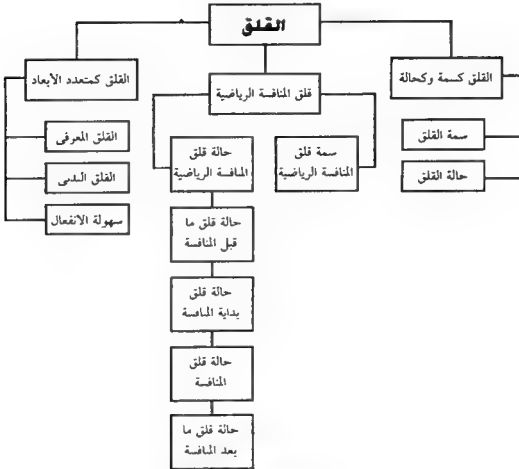 القلق
القلق كسمة وكحالة
سمة القلق
حالة القلق
قلق المنافسة الرياضية
سمة قلق
المنافسة الرياضية
حالة قلق
المنافسة الرياضية
حالة قلق ما
قبل المنافسة
حالة قلق
بداية المنافسة
حالة قلق
المنافسة
حالة قلق ما
بعد المنافسة
القلق كمتعدد الأبعاد
القلق المعرفى
القلق البدنى
سهولة الانفعال